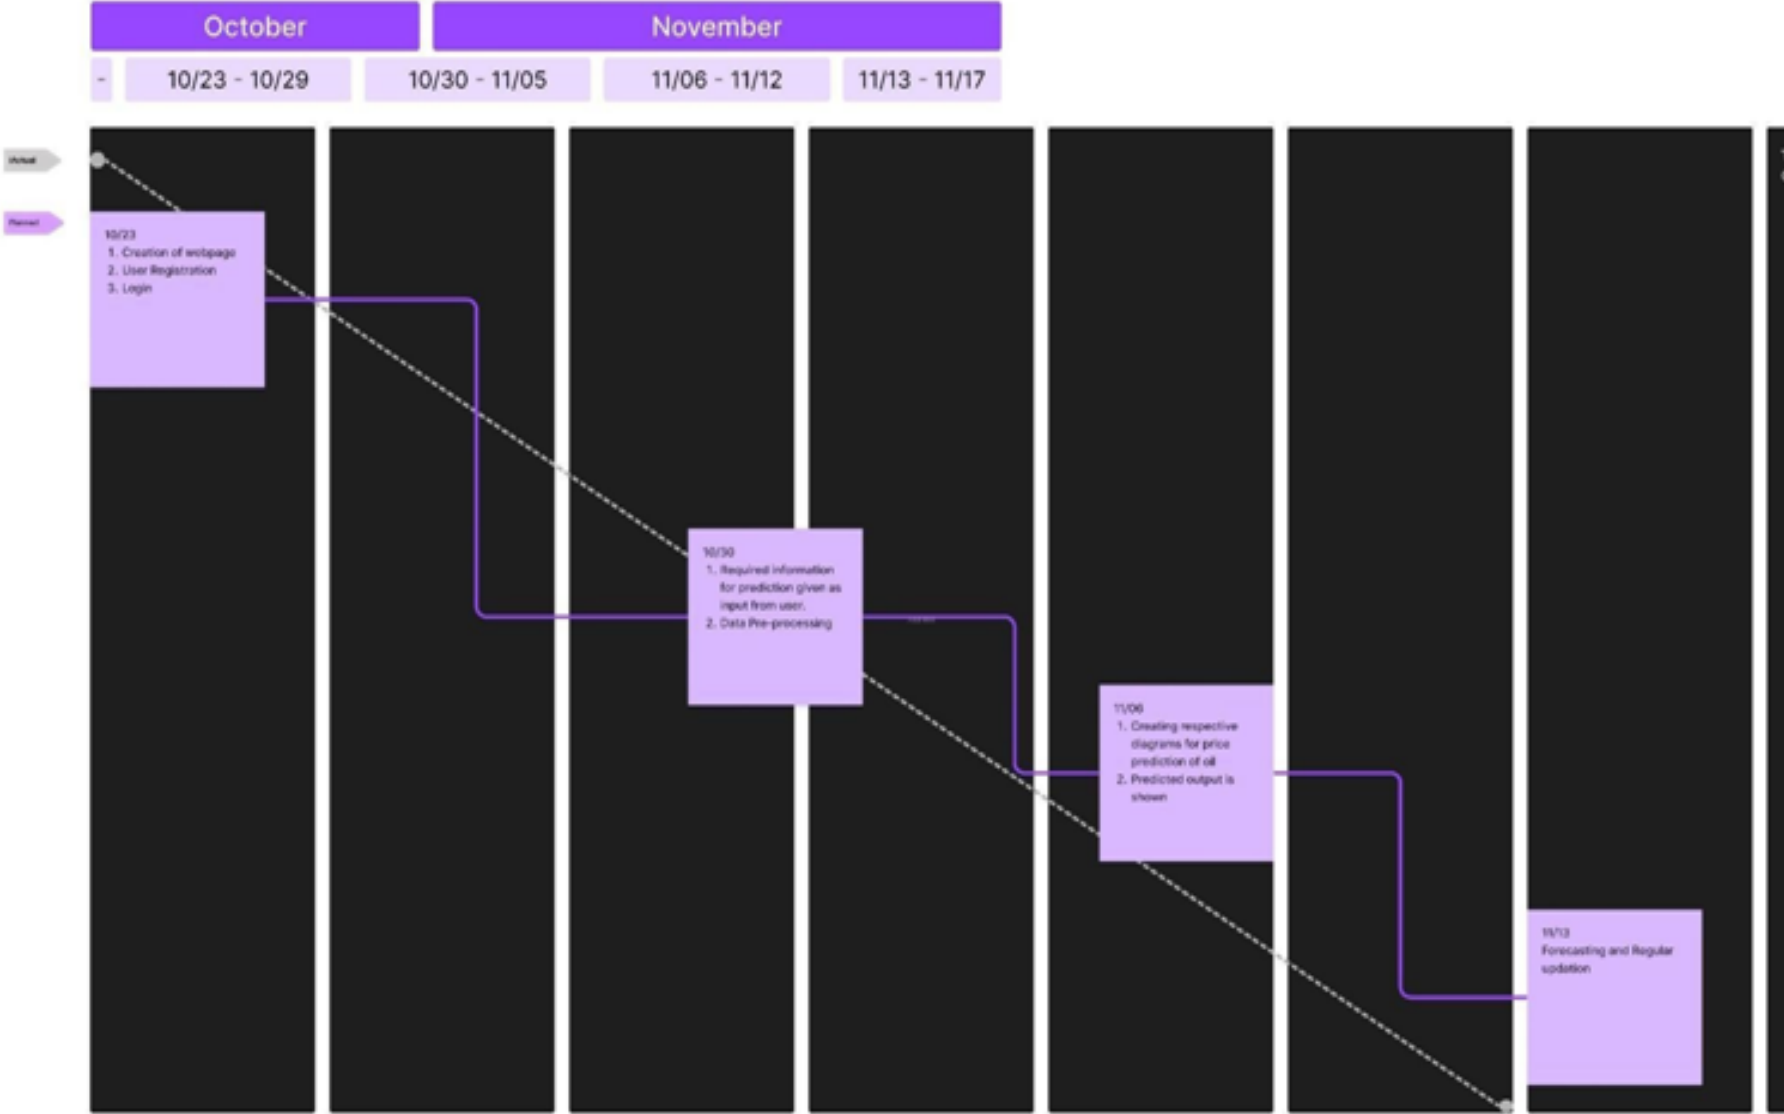 October
November
-
10/23 - 10/29
10/30 - 11/05
11/06 - 11/12
11/13 - 11/17
Planned
10/23
1. Creation of webpage
2. User Registration
3. Login
10/30
1. Required information
for prediction given as
input from user.
2. Data Pre-processing
11/06
1. Creating respective
diagrams for price
prediction of oil
2. Predicted output is
shown
11/13
Forecasting and Regular
updation